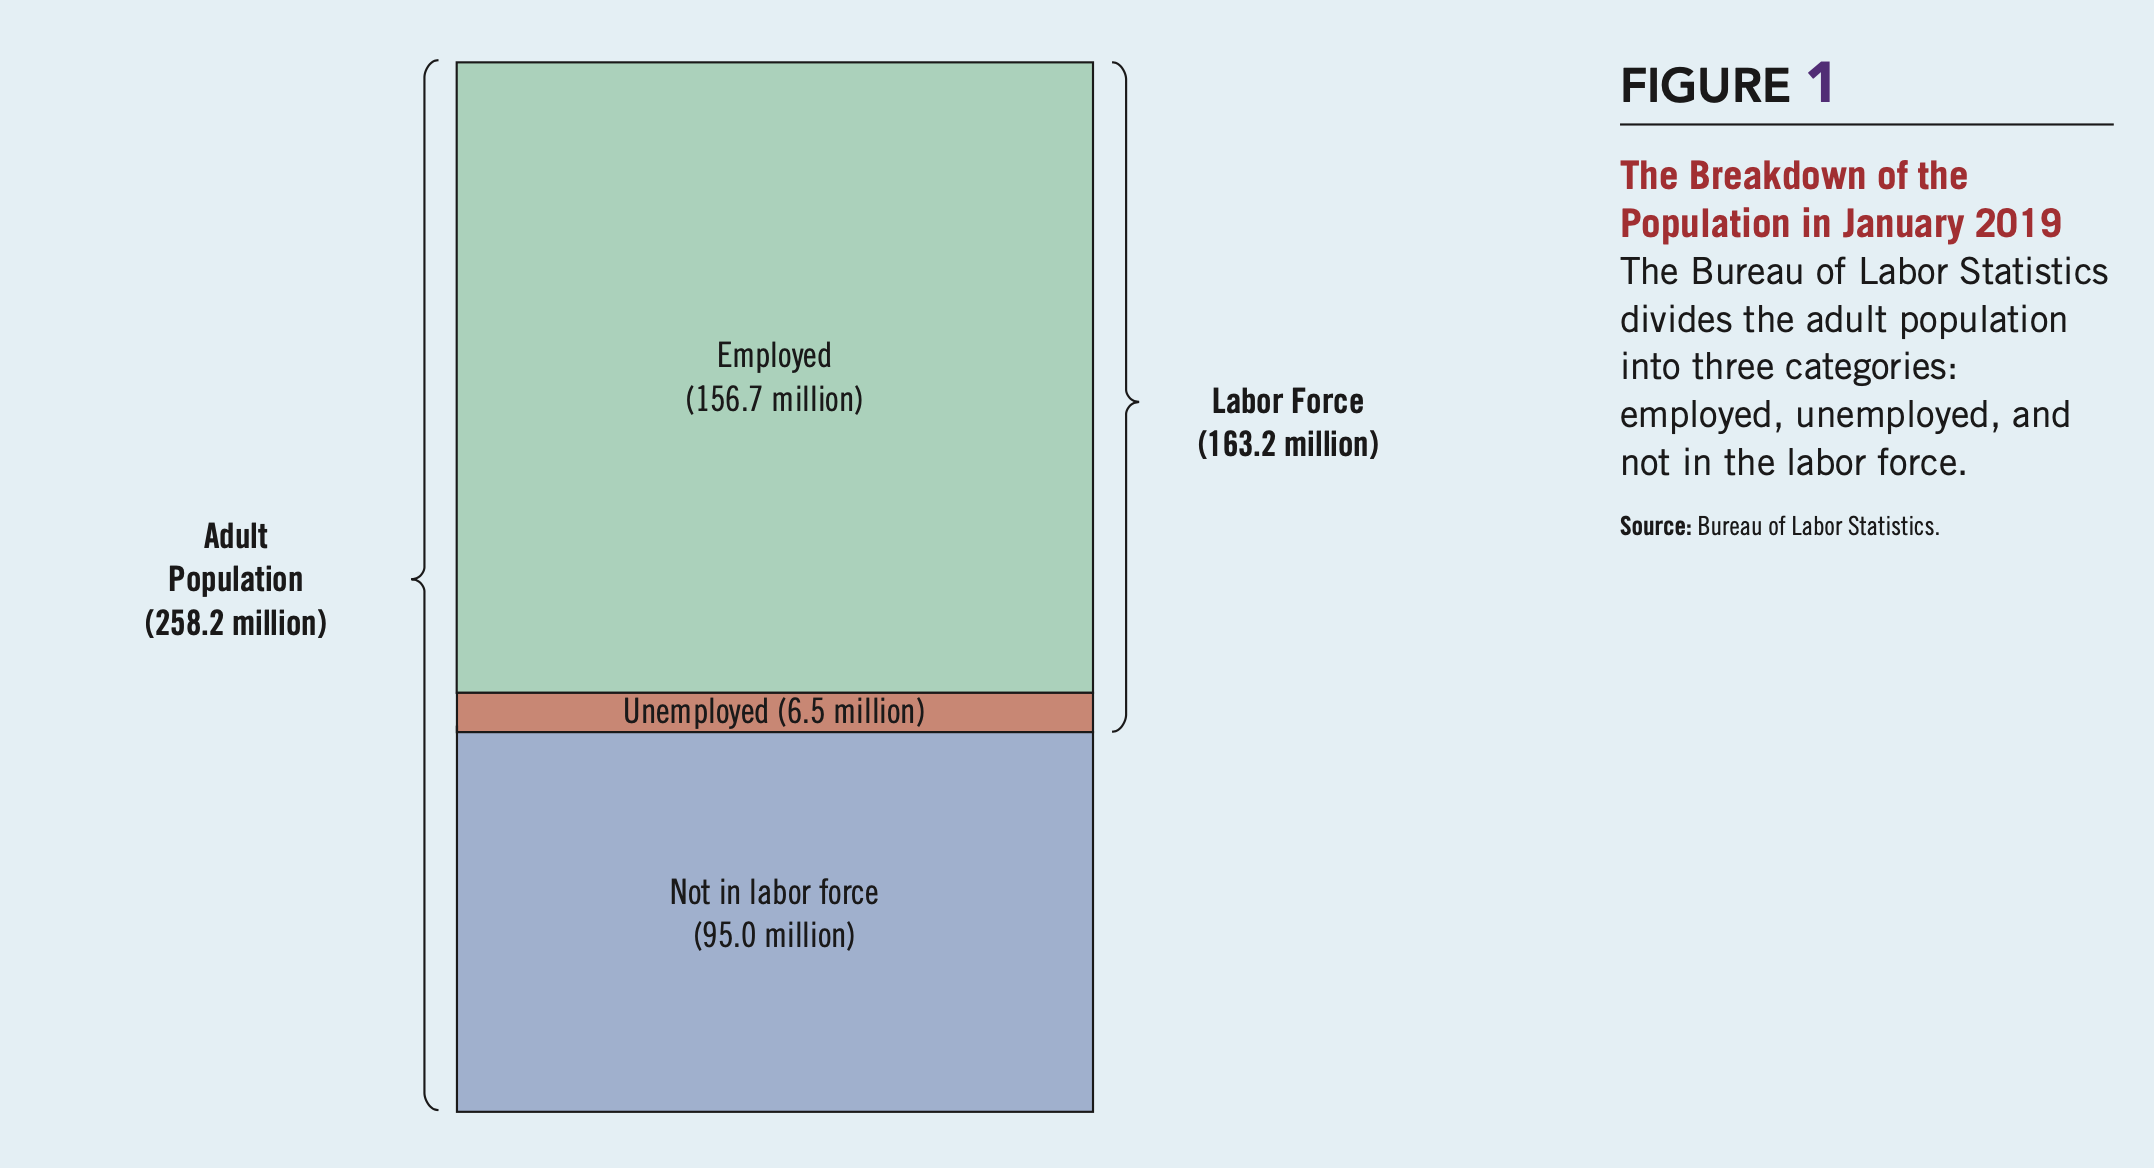 Employed
(156.7 million)
Labor Force
(163.2 million)
Adult
Population
(258.2 million)
Unemployed (6.5 million)
Not in labor force
(95.0 million)
FIGURE 1
The Breakdown of the
Population in January 2019
The Bureau of Labor Statistics
divides the adult population
into three categories:
employed, unemployed, and
not in the labor force.
Source: Bureau of Labor Statistics.